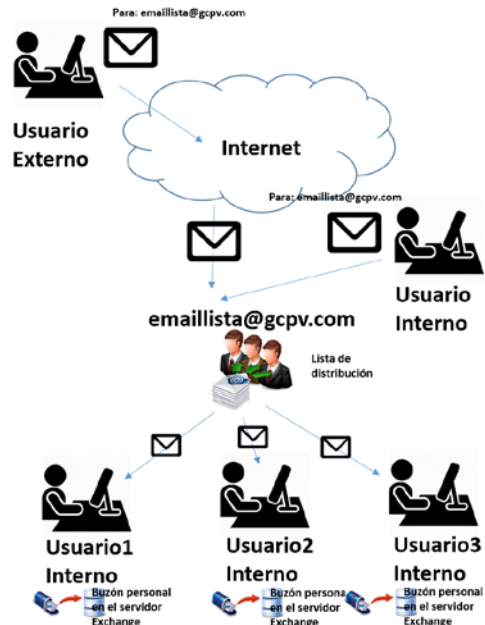 Para: emaillista@gcpv.com
Usuario
Externo
Internet
Para: emaillista@gcpv.com
Usuario
Interno
emaillista@gcpv.com
Lista de
distribución
Usuario1
Interno
Usuario2
Interno
Usuario3
Interno
Buzón personal
en el servidor
Exchange
Buzón persona
en el servidor
Exchange
Buzón personal
en el servidor
Exchange